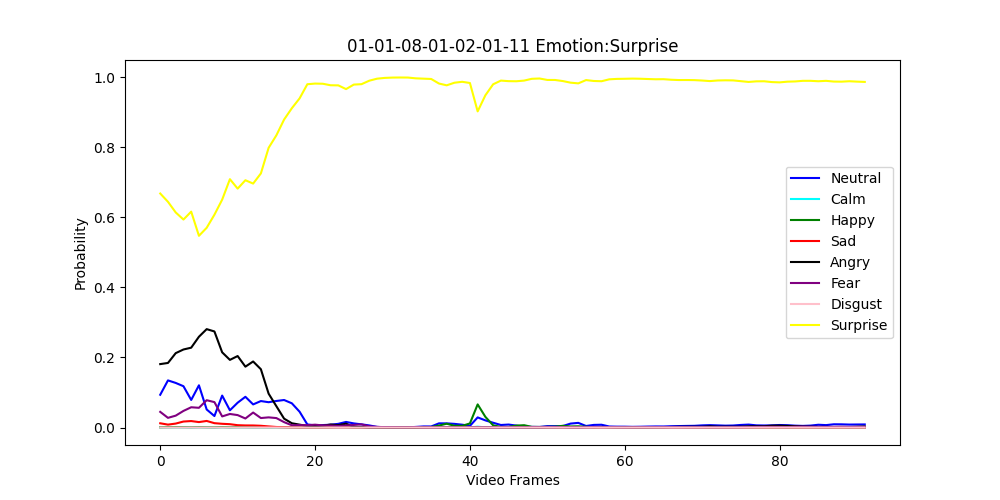 01-01-08-01-02-01-11 Emotion:Surprise
1.0
0.8
0.6
0.4
0.2
0.0
Probability
0 20 40 60 80
Video Frames
Neutral
Calm
Happy
Sad
Angry
Fear
Disgust
Surprise